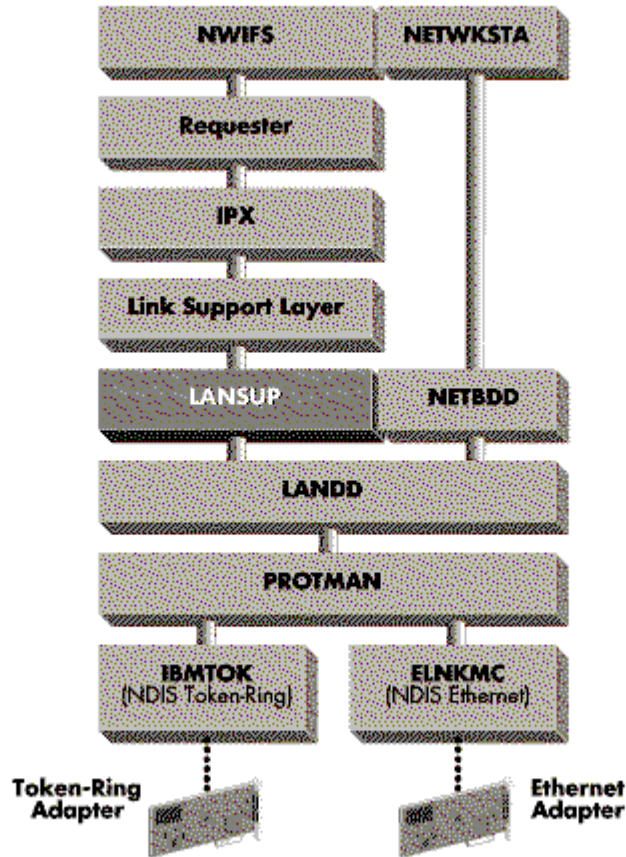 NWIFS
NETWKSTA
Requester
IPX
Link Support Layer
LANSUP
NETBDD
LANDD
PROTMAN
IBMTOK
(NDIS Token-Ring)
ELNKMC
(NDIS Ethernet)
Token-Ring
Adapter
Ethernet
Adapter